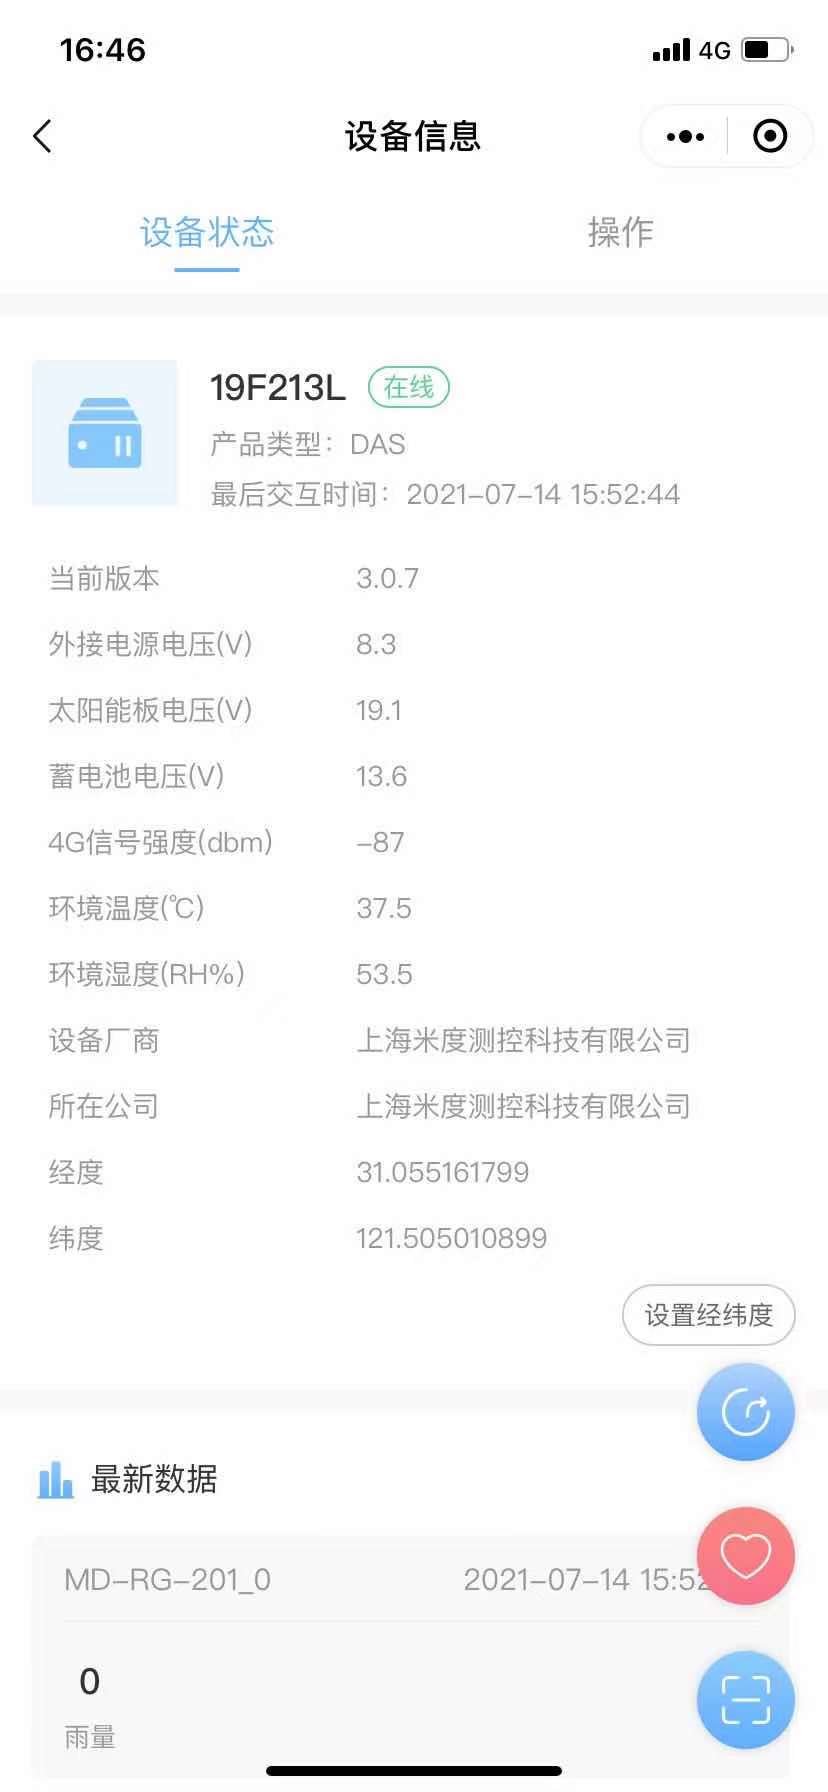 16:46
4G
设备信息
设备状态 操作
19F213L 在线
产品类型： DAS
最后交互时间： 2021-07-14 15:52:44
当前版本 3.0.7
外接电源电压(V) 8.3
太阳能板电压(V) 19.1
蓄电池电压(V) 13.6
4G信号强度(dbm) -87
环境温度(℃) 37.5
环境湿度(RH%) 53.5
设备厂商 上海米度测控科技有限公司
所在公司 上海米度测控科技有限公司
经度 31.055161799
纬度 121.505010899
设置经纬度
最新数据
MD-RG-201_0 2021-07-14 15:52
0
雨量